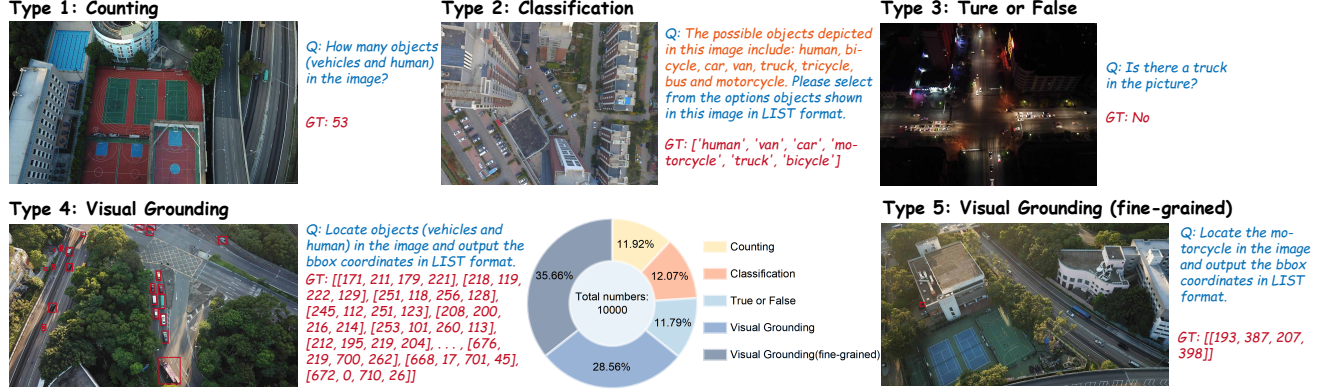 Type 1: Counting
Q: How many objects
(vehicles and human)
in the image?
GT: 53
Type 2: Classification
Q: The possible objects depicted
in this image include: human, bi-
cycle, car, van, truck, tricycle,
bus and motorcycle. Please select
from the options objects shown
in this image in LIST format.
GT: ['human', 'van', 'car', 'mo-
torcycle', 'truck', 'bicycle']
Type 3: Ture or False
Q: Is there a truck
in the picture?
GT: No
Type 4: Visual Grounding
Q: Locate objects (vehicles and
human) in the image and output the
bbox coordinates in LIST format.
GT: [[171, 211, 179, 221], [218, 119,
222, 129], [251, 118, 256, 128],
[245, 112, 251, 123], [208, 200,
216, 214], [253, 101, 260, 113],
[212, 195, 219, 204], . . . , [676,
219, 700, 262], [668, 17, 701, 45],
[672, 0, 710, 26]]
11.92%
12.07%
11.79%
28.56%
35.66%
Total numbers:
10000
Counting
Classification
True or False
Visual Grounding
Visual Grounding(fine-grained)
Type 5: Visual Grounding (fine-grained)
Q: Locate the mo-
torcycle in the image
and output the bbox
coordinates in LIST
format.
GT: [[193, 387, 207,
398]]